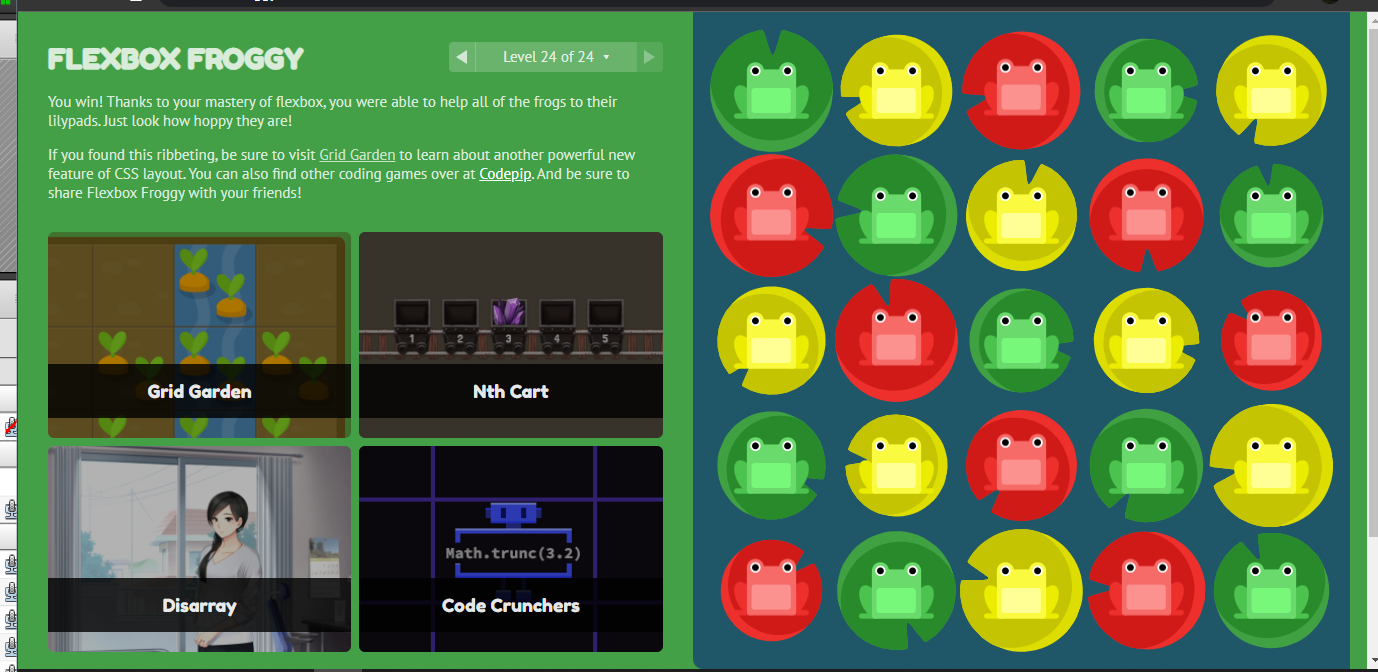 FLEXBOX FROGGY
Level 24 of 24
You win! Thanks to your mastery of flexbox, you were able to help all of the frogs to their
lilypads. Just look how hoppy they are!
If you found this ribbeting, be sure to visit Grid Garden to learn about another powerful new
feature of CSS layout. You can also find other coding games over at Codepip. And be sure to
share Flexbox Froggy with your friends!
1 2 3 4 5
Grid Garden
Nth Cart
Math.trunc(3.2)
Disarray
Code Crunchers